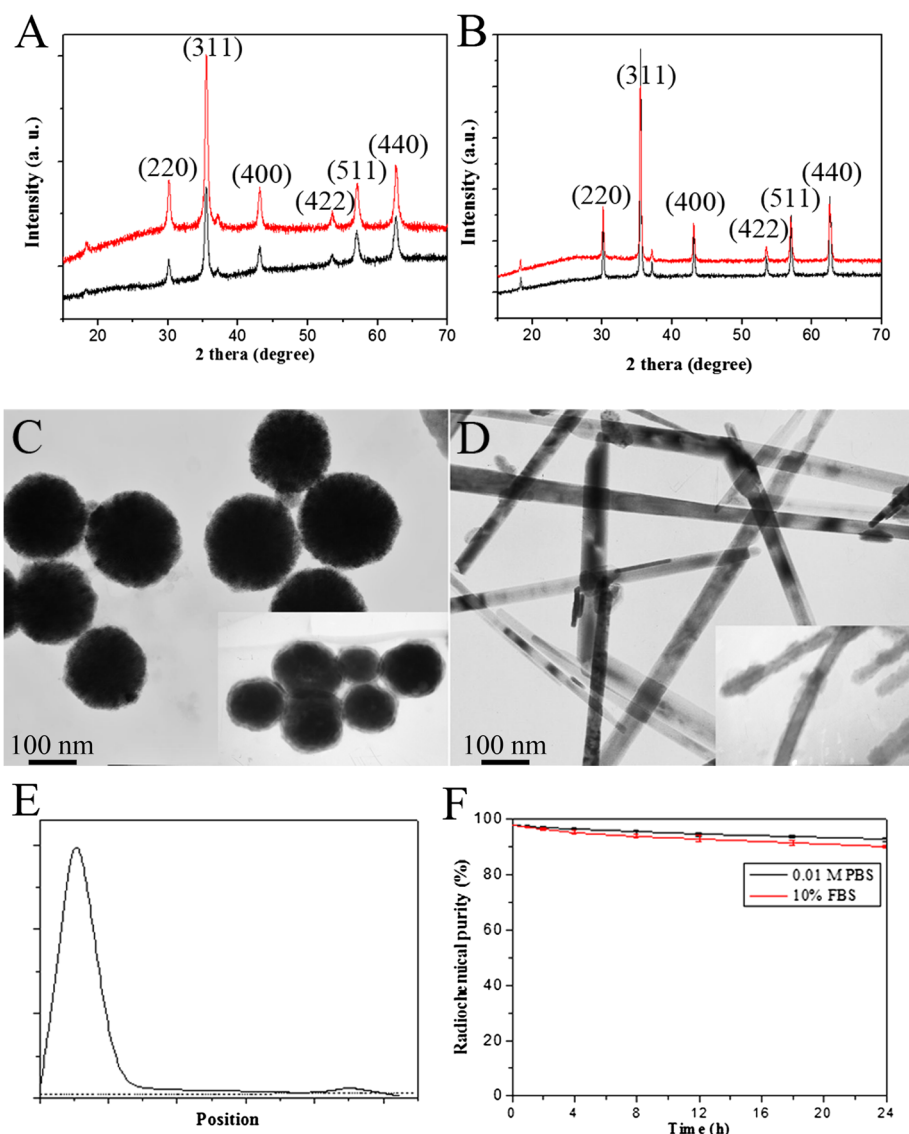 A
B
(311)
(311)
(220)
(400)
(422)
(511)
(440)
(220)
(400)
(422)
(511)
(440)
Intensity (a. u.)
Intensity (a.u.)
20 30 40 50 60 70
20 30 40 50 60 70
2 thera (degree)
2 thera (degree)
C
D
100 nm
100 nm
E
F
Position
100
80
60
40
20
0
Radiochemical purity (%)
0.01 M PBS
10% FBS
0 4 8 12 16 20 24
Time (h)